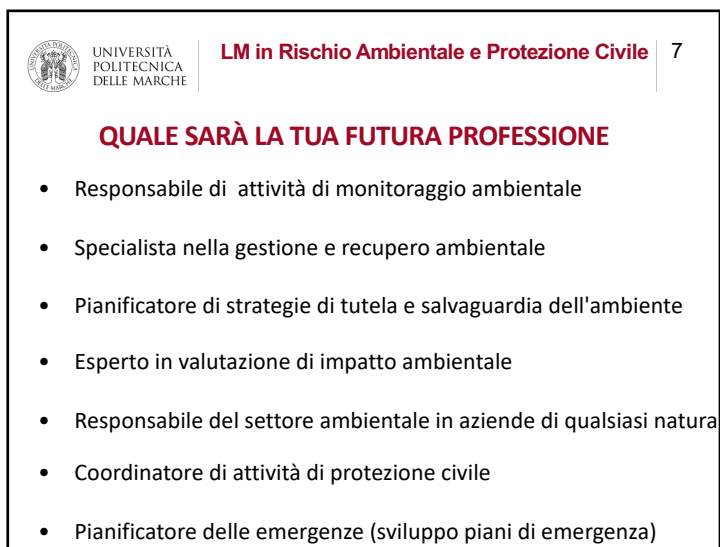 UNIVERSITÀ
POLITECNICA
DELLE MARCHE
LM in Rischio Ambientale e Protezione Civile
7
QUALE SARÀ LA TUA FUTURA PROFESSIONE
• Responsabile di attività di monitoraggio ambientale
• Specialista nella gestione e recupero ambientale
• Pianificatore di strategie di tutela e salvaguardia dell'ambiente
• Esperto in valutazione di impatto ambientale
• Responsabile del settore ambientale in aziende di qualsiasi natura
• Coordinatore di attività di protezione civile
• Pianificatore delle emergenze (sviluppo piani di emergenza)